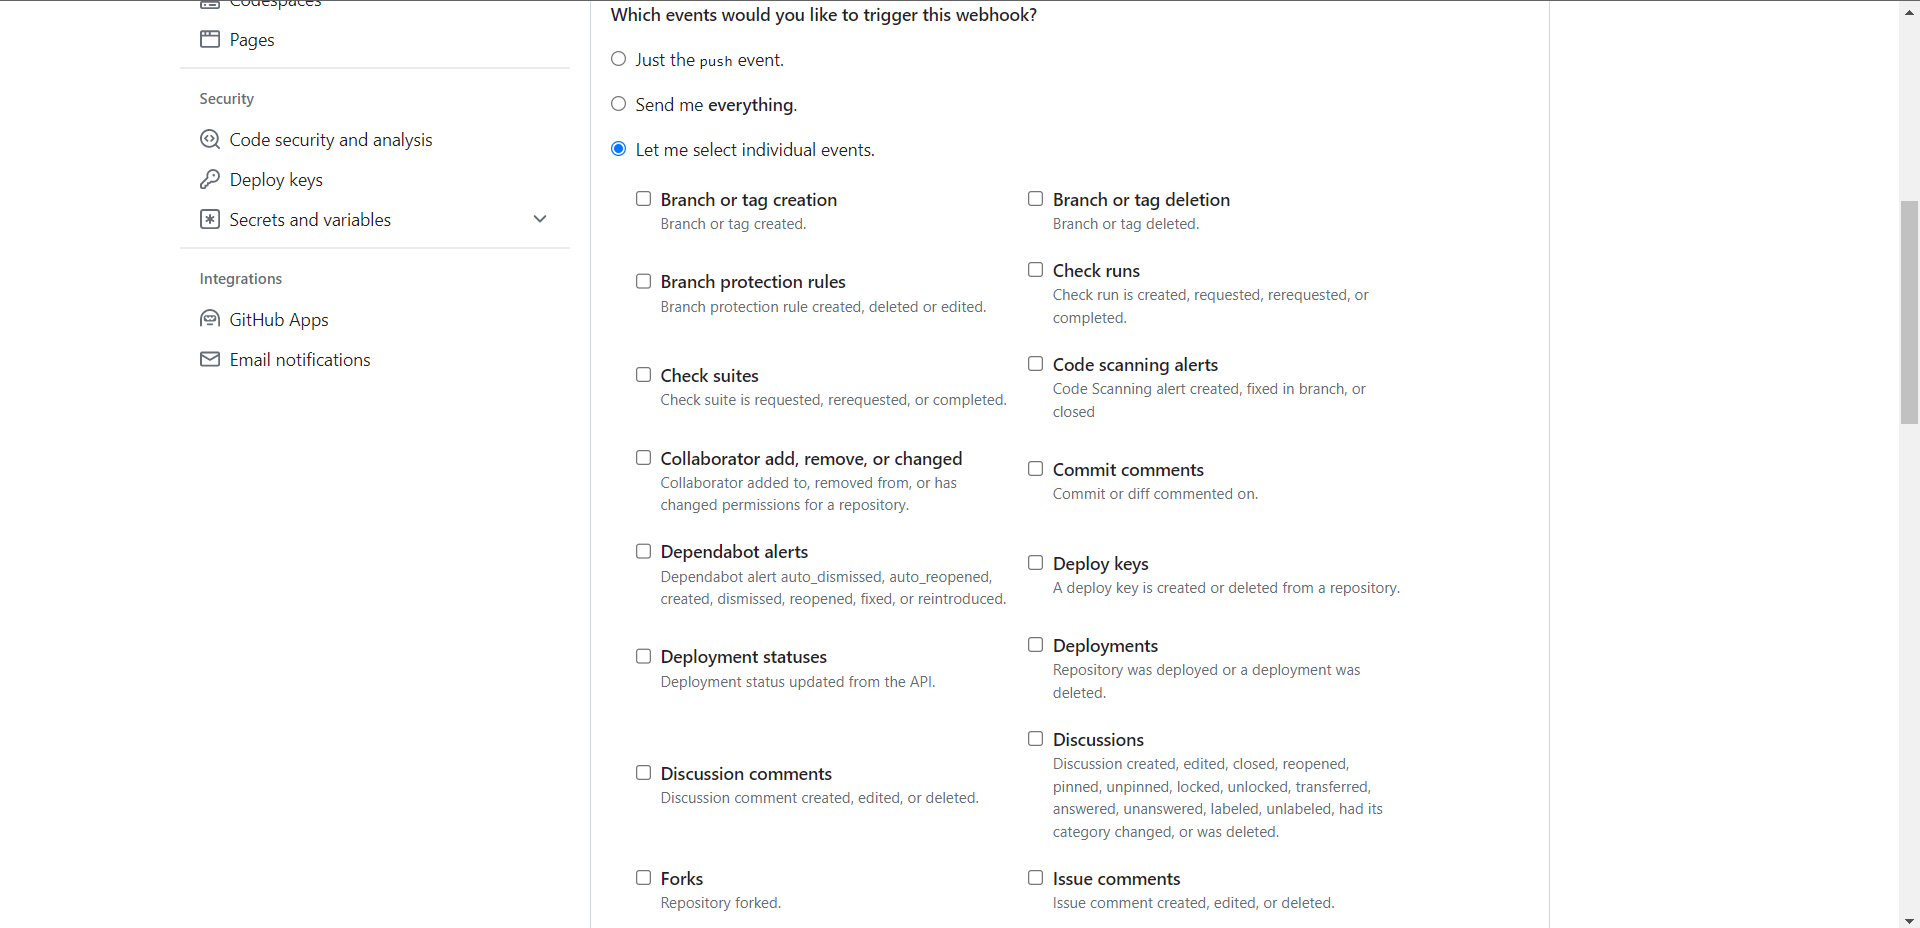 Codespaces
Pages
Security
Code security and analysis
Deploy keys
Secrets and variables
Integrations
GitHub Apps
Email notifications
Which events would you like to trigger this webhook?
Just the push event.
Send me everything.
Let me select individual events.
Branch or tag creation
Branch or tag created.
Branch or tag deletion
Branch or tag deleted.
Branch protection rules
Branch protection rule created, deleted or edited.
Check runs
Check run is created, requested, rerequested, or
completed.
Check suites
Check suite is requested, rerequested, or completed.
Code scanning alerts
Code Scanning alert created, fixed in branch, or
closed
Collaborator add, remove, or changed
Collaborator added to, removed from, or has
changed permissions for a repository.
Commit comments
Commit or diff commented on.
Dependabot alerts
Dependabot alert auto_dismissed, auto_reopened,
created, dismissed, reopened, fixed, or reintroduced.
Deploy keys
A deploy key is created or deleted from a repository.
Deployment statuses
Deployment status updated from the API.
Deployments
Repository was deployed or a deployment was
deleted.
Discussion comments
Discussion comment created, edited, or deleted.
Discussions
Discussion created, edited, closed, reopened,
pinned, unpinned, locked, unlocked, transferred,
answered, unanswered, labeled, unlabeled, had its
category changed, or was deleted.
Forks
Repository forked.
Issue comments
Issue comment created, edited, or deleted.